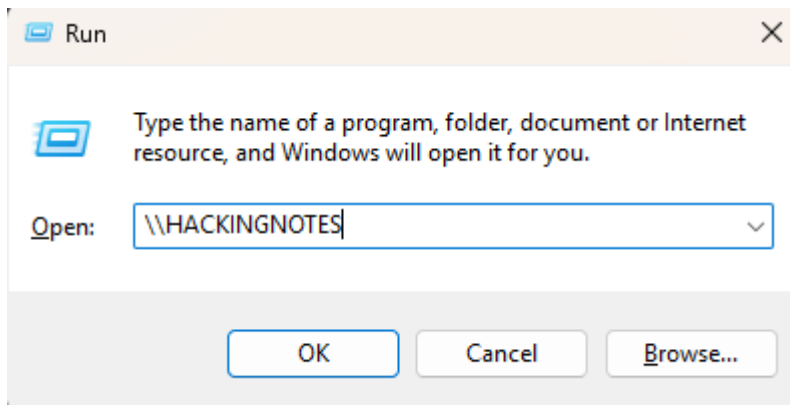 Run
Type the name of a program, folder, document or Internet
resource, and Windows will open it for you.
Open: \\HACKINGNOTES
OK Cancel Browse...